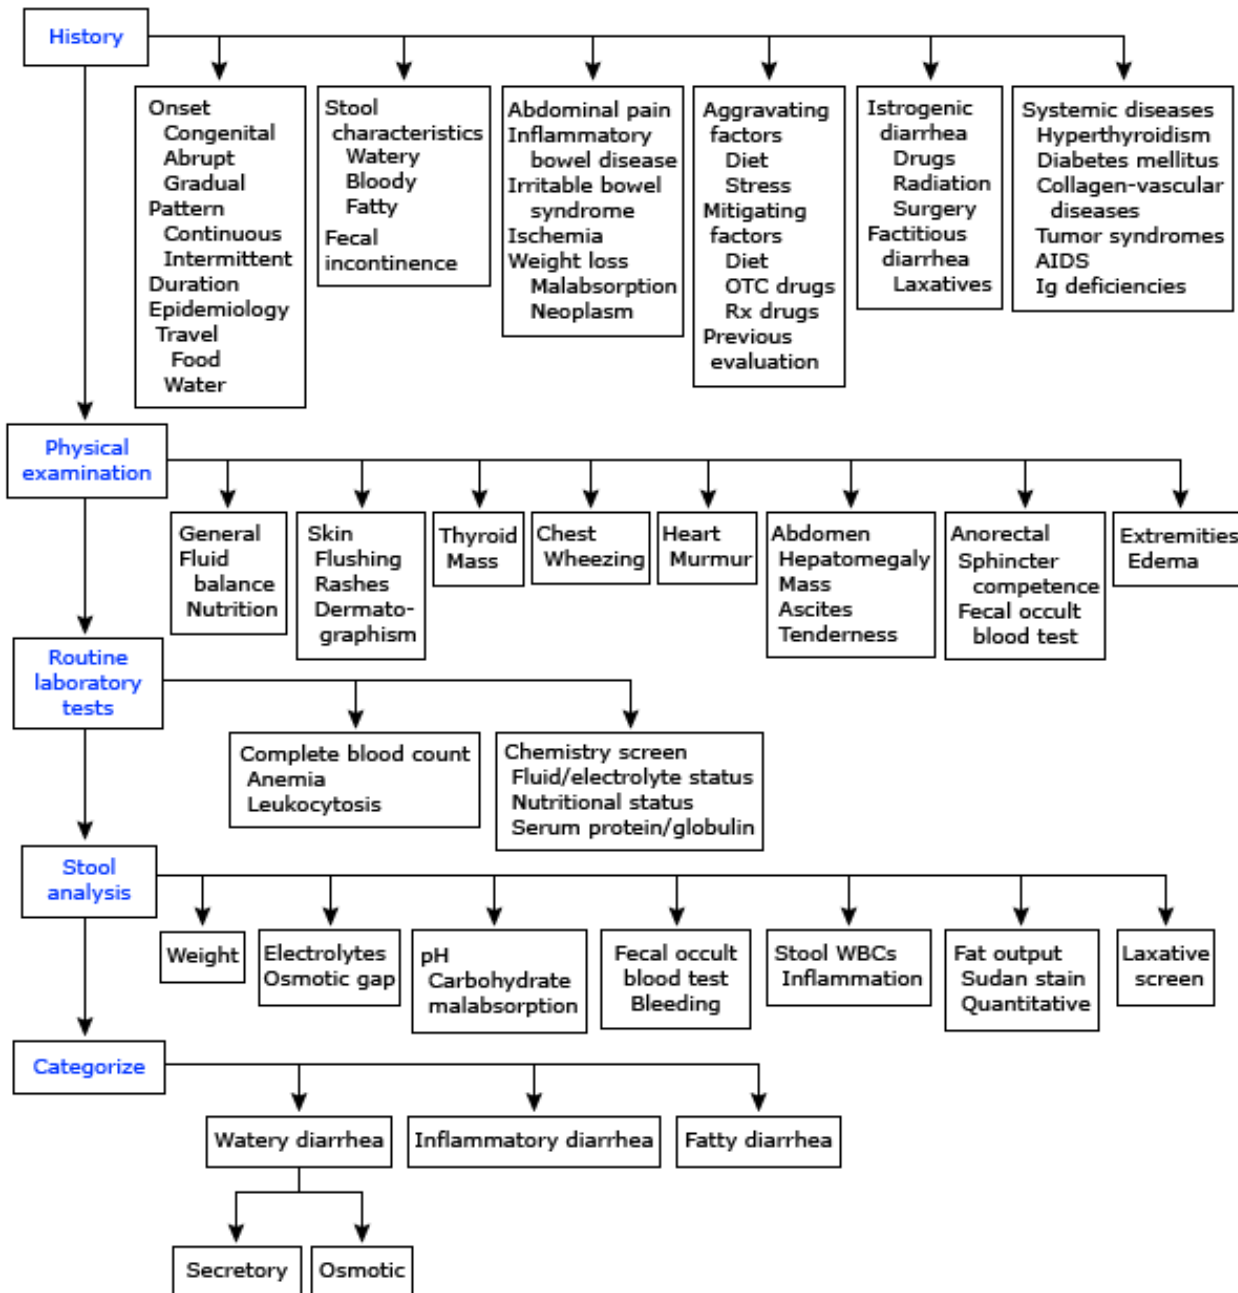 History
Onset
Congenital
Abrupt
Gradual
Pattern
Continuous
Intermittent
Duration
Epidemiology
Travel
Food
Water
Stool
characteristics
Watery
Bloody
Fatty
Fecal
incontinence
Abdominal pain
Inflammatory
bowel disease
Irritable bowel
syndrome
Ischemia
Weight loss
Malabsorption
Neoplasm
Aggravating
factors
Diet
Stress
Mitigating
factors
Diet
OTC drugs
Rx drugs
Previous
evaluation
Istrogenic
diarrhea
Drugs
Radiation
Surgery
Factitious
diarrhea
Laxatives
Systemic diseases
Hyperthyroidism
Diabetes mellitus
Collagen-vascular
diseases
Tumor syndromes
AIDS
Ig deficiencies
Physical
examination
General
Fluid
balance
Nutrition
Skin
Flushing
Rashes
Dermato-
graphism
Thyroid
Mass
Chest
Wheezing
Heart
Murmur
Abdomen
Hepatomegaly
Mass
Ascites
Tenderness
Anorectal
Sphincter
competence
Fecal occult
blood test
Extremities
Edema
Routine
laboratory
tests
Complete blood count
Anemia
Leukocytosis
Chemistry screen
Fluid/electrolyte status
Nutritional status
Serum protein/globulin
Stool
analysis
Weight
Electrolytes
Osmotic gap
pH
Carbohydrate
malabsorption
Fecal occult
blood test
Bleeding
Stool WBCs
Inflammation
Fat output
Sudan stain
Quantitative
Laxative
screen
Categorize
Watery diarrhea
Inflammatory diarrhea
Fatty diarrhea
Secretory
Osmotic